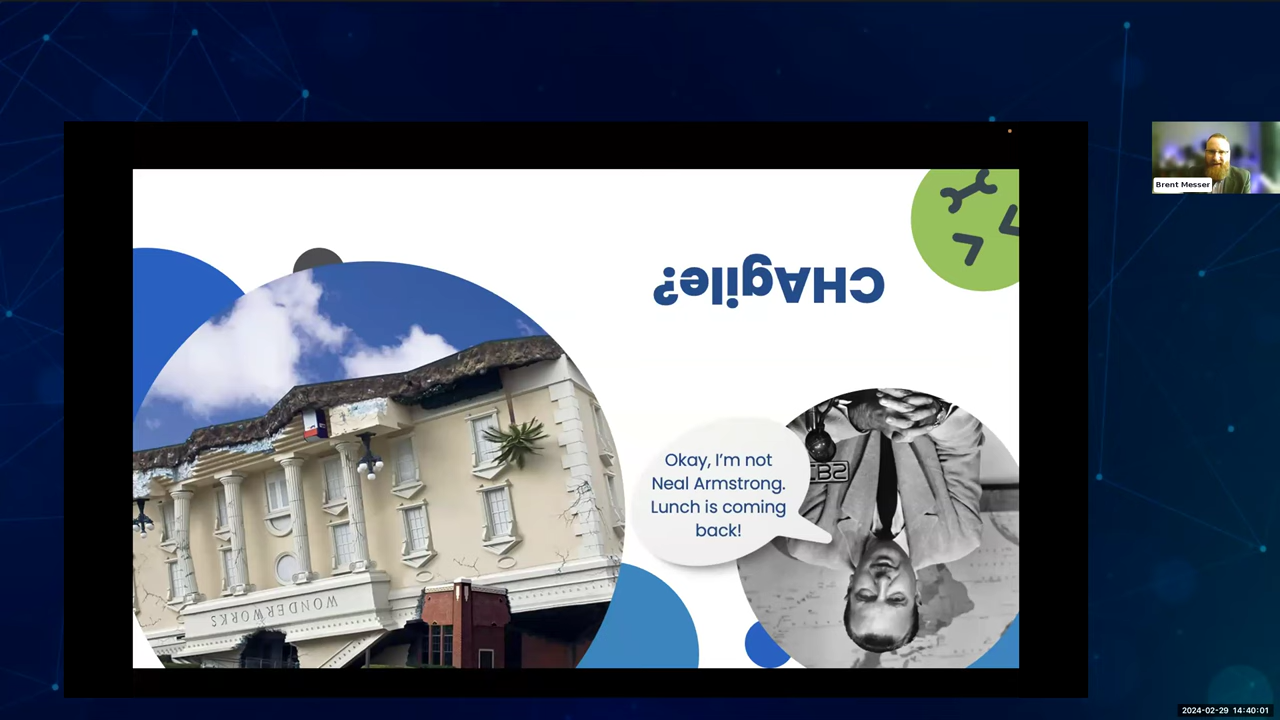 CHAgile?
Okay, I'm not
Neal Armstrong.
Lunch is coming
back!
CBS
WONDERWORKS
Brent Messer
2024-02-29 14:40:01